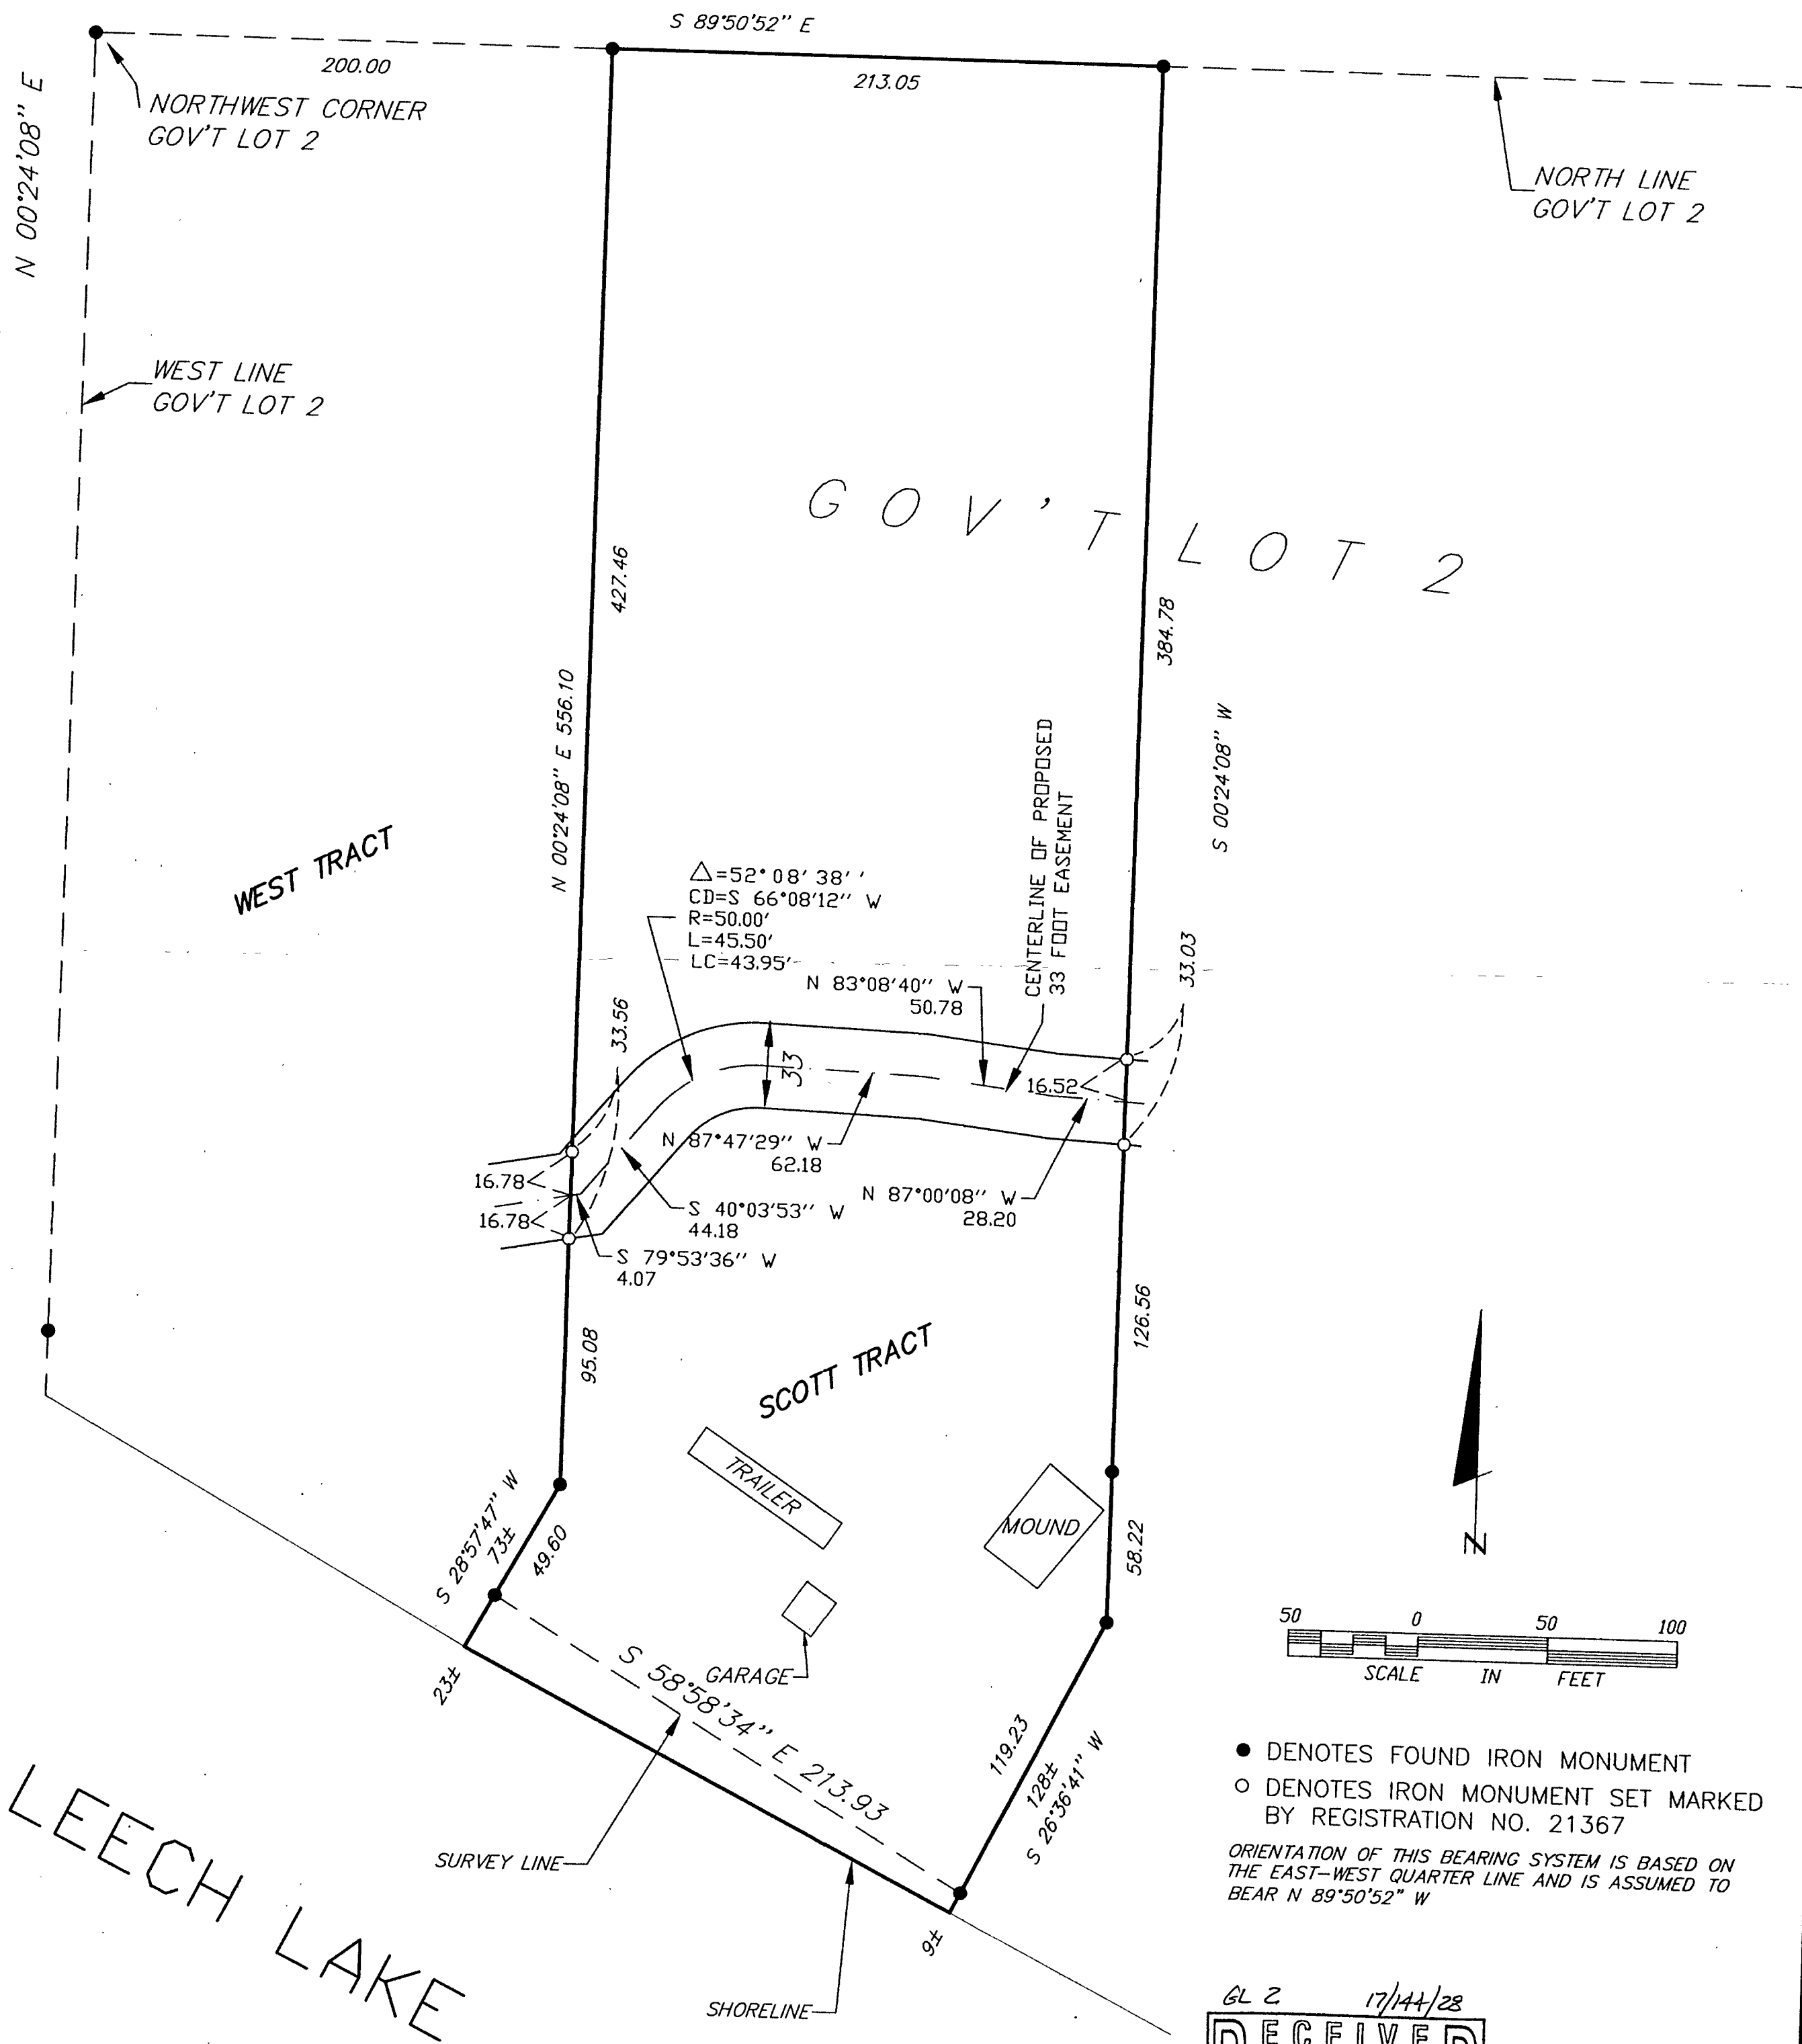 S 89°50'52" E
200.00
213.05
N 00°24'08" E
NORTHWEST CORNER
GOV'T LOT 2
NORTH LINE
GOV'T LOT 2
WEST LINE
GOV'T LOT 2
GOV'T LOT 2
427.46
384.78
N 00°24'08" E 556.10
S 00°24'08" W
WEST TRACT
CENTERLINE OF PROPOSED
33 FOOT EASEMENT
△=52° 08' 38''
CD=S 66°08'12'' W
R=50.00'
L=45.50'
LC=43.95'
N 83°08'40'' W
50.78
33.03
33.56
33
16.52
N 87°47'29'' W
62.18
16.78
16.78
N 87°00'08'' W
28.20
S 40°03'53'' W
44.18
S 79°53'36'' W
4.07
95.08
126.56
SCOTT TRACT
TRAILER
MOUND
58.22
S 28°57'47" W
73±
49.60
N
50 0 50 100
SCALE IN FEET
GARAGE
23±
S 58°58'34" E 213.93
119.23
128±
S 26°36'41" W
● DENOTES FOUND IRON MONUMENT
○ DENOTES IRON MONUMENT SET MARKED
BY REGISTRATION NO. 21367
ORIENTATION OF THIS BEARING SYSTEM IS BASED ON
THE EAST-WEST QUARTER LINE AND IS ASSUMED TO
BEAR N 89°50'52" W
SURVEY LINE
9±
LEECH LAKE
SHORELINE
GL 2 17/144/28
RECEIVED